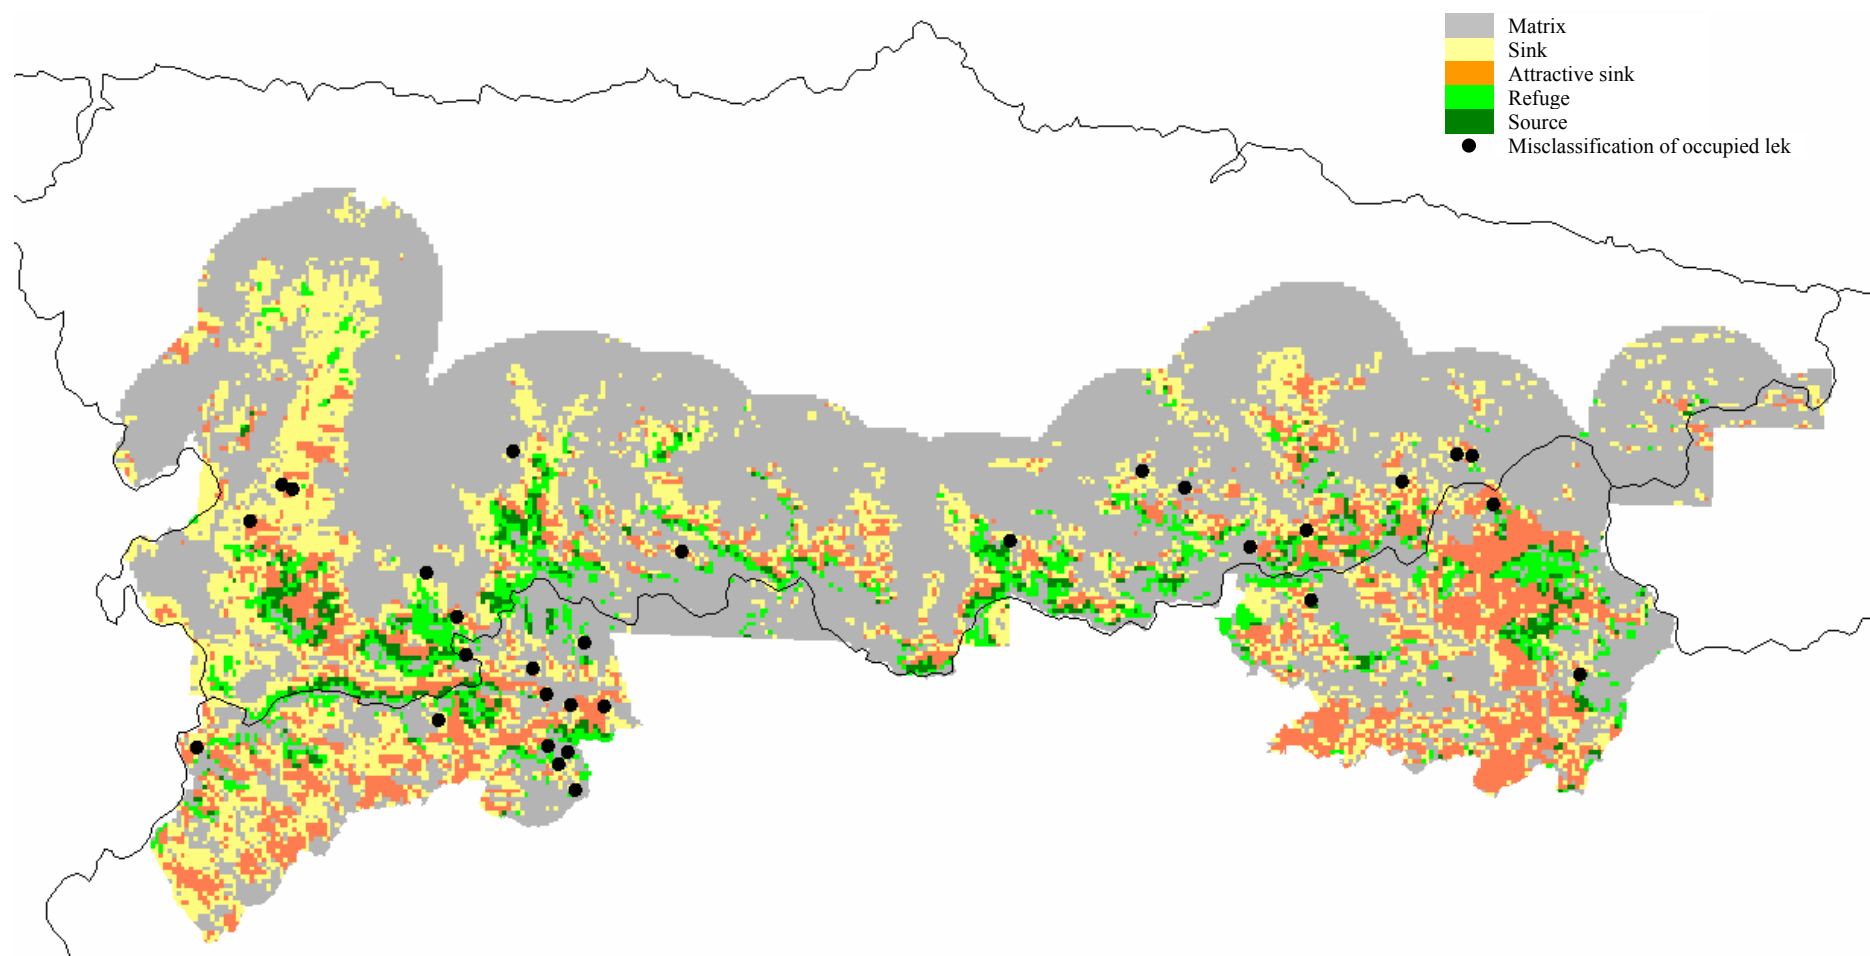 Matrix
Sink
Attractive sink
Refuge
Source
Misclassification of occupied lek